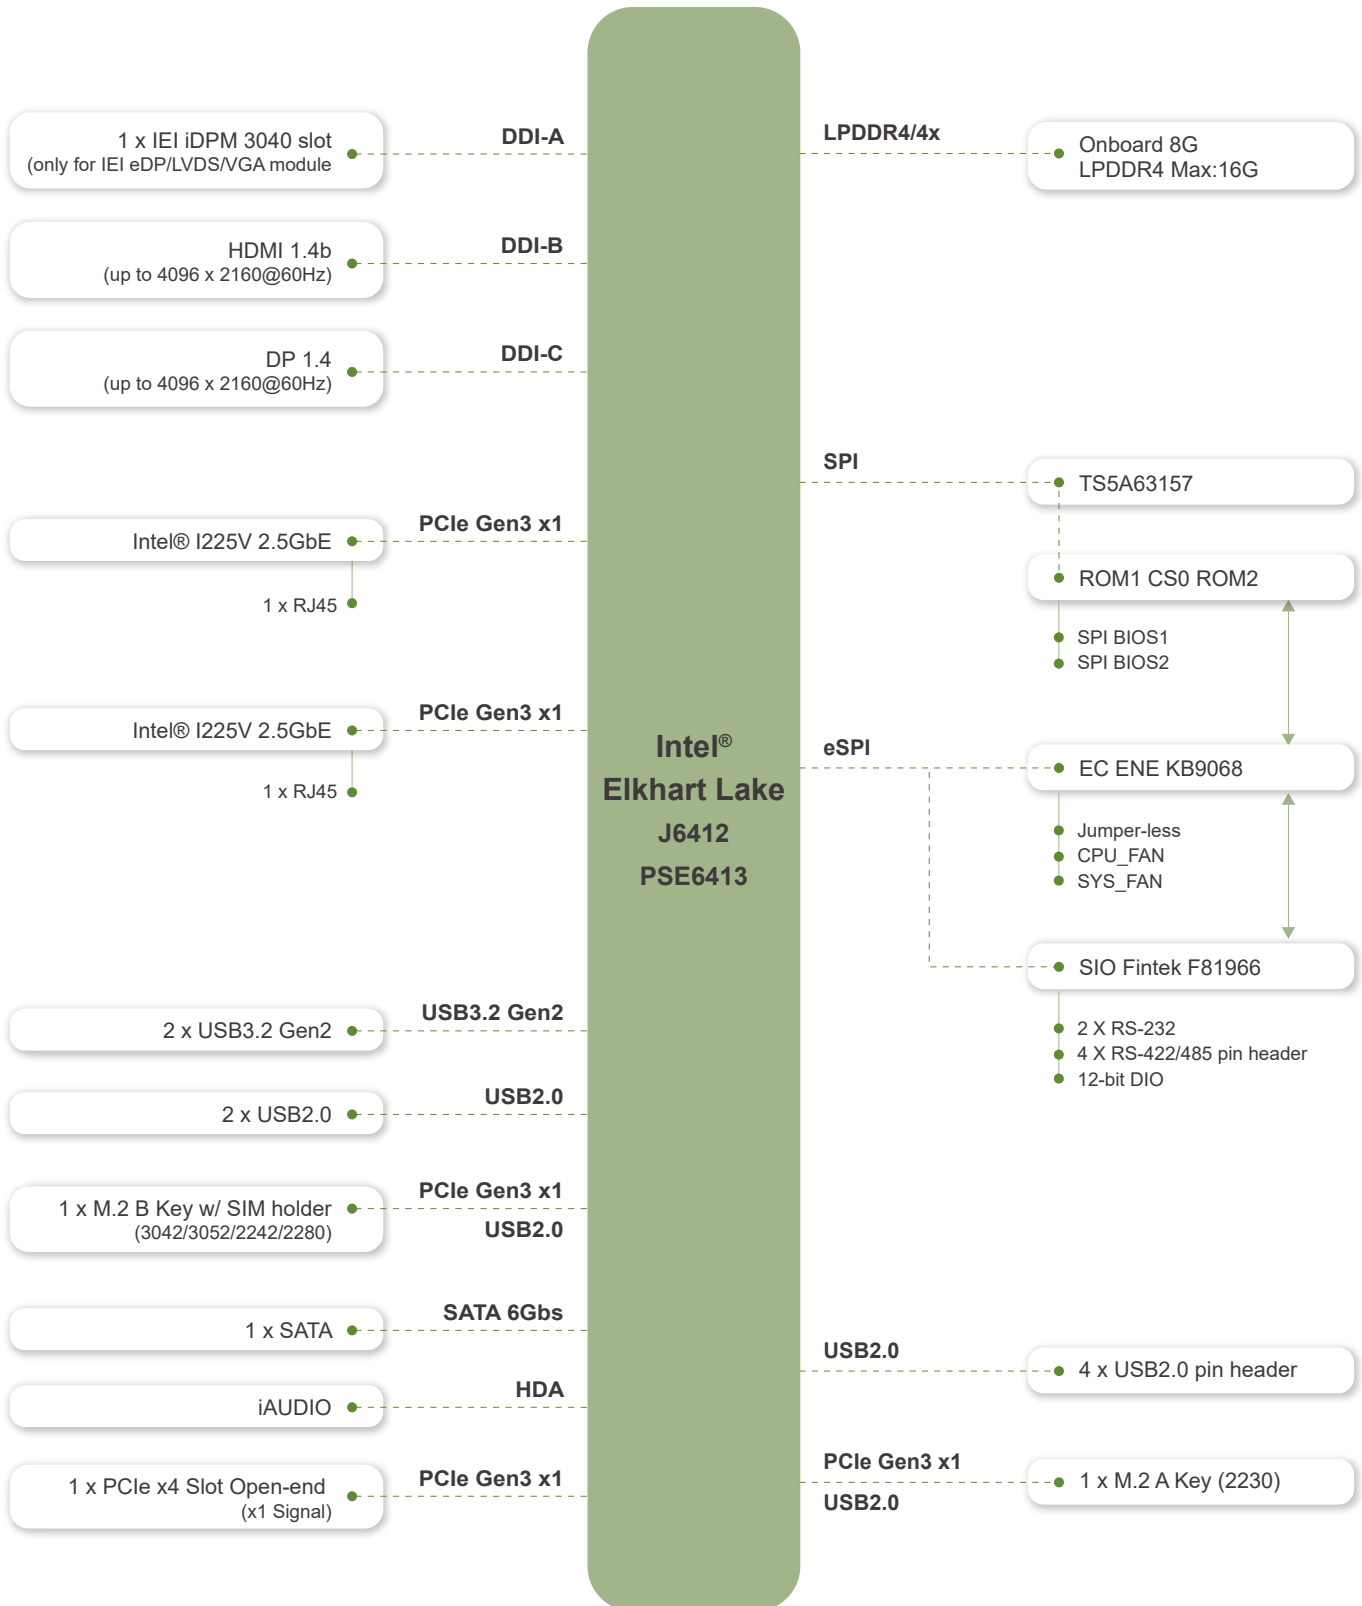 1 x IEI iDPM 3040 slot
(only for IEI eDP/LVDS/VGA module
DDI-A
HDMI 1.4b
(up to 4096 x 2160@60Hz)
DDI-B
DP 1.4
(up to 4096 x 2160@60Hz)
DDI-C
Intel® I225V 2.5GbE
PCIe Gen3 x1
1 x RJ45
Intel® I225V 2.5GbE
PCIe Gen3 x1
1 x RJ45
2 x USB3.2 Gen2
USB3.2 Gen2
2 x USB2.0
USB2.0
1 x M.2 B Key w/ SIM holder
(3042/3052/2242/2280)
PCIe Gen3 x1
USB2.0
1 x SATA
SATA 6Gbs
iAUDIO
HDA
1 x PCIe x4 Slot Open-end
(x1 Signal)
PCIe Gen3 x1
Intel®
Elkhart Lake
J6412
PSE6413
LPDDR4/4x
Onboard 8G
LPDDR4 Max:16G
SPI
TS5A63157
ROM1 CS0 ROM2
SPI BIOS1
SPI BIOS2
eSPI
EC ENE KB9068
Jumper-less
CPU_FAN
SYS_FAN
SIO Fintek F81966
2 X RS-232
4 X RS-422/485 pin header
12-bit DIO
USB2.0
4 x USB2.0 pin header
PCIe Gen3 x1
USB2.0
1 x M.2 A Key (2230)